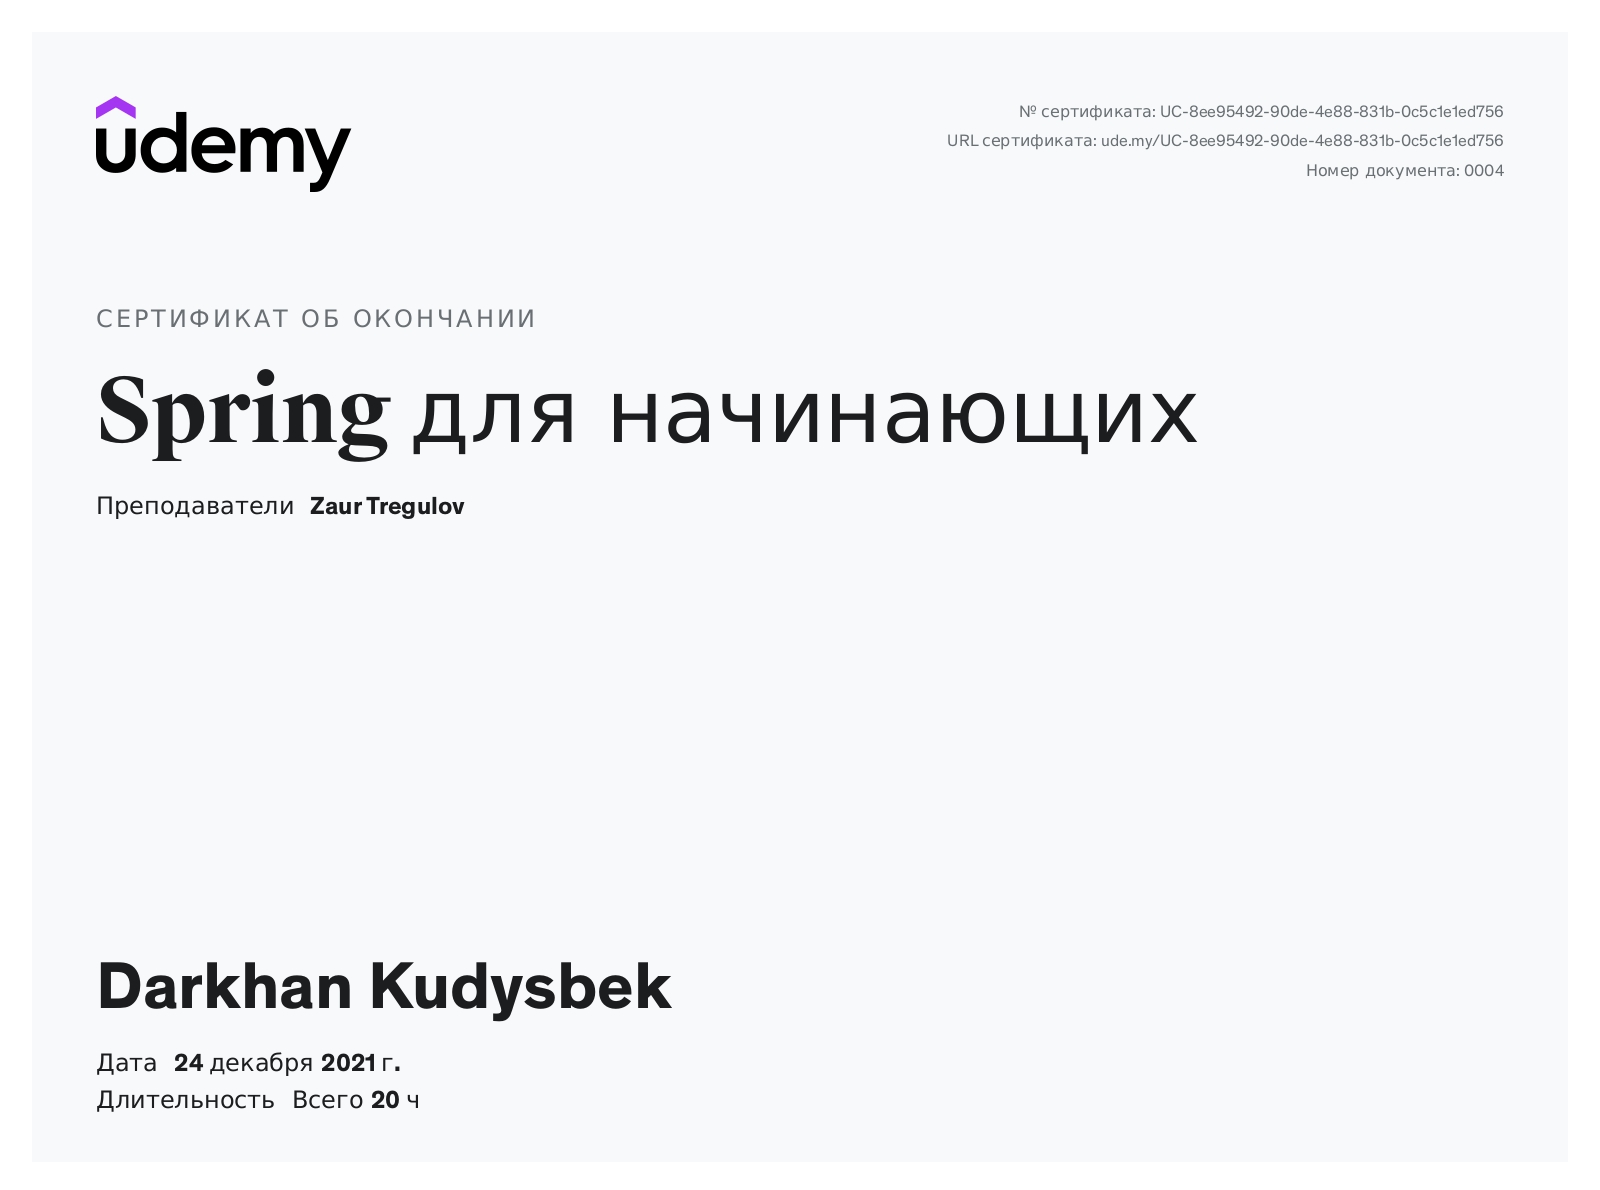 udemy
№ сертификата: UC-8ee95492-90de-4e88-831b-0c5c1e1ed756
URL сертификата: ude.my/UC-8ee95492-90de-4e88-831b-0c5c1e1ed756
Номер документа: 0004
СЕРТИФИКАТ ОБ ОКОНЧАНИИ
Spring для начинающих
Преподаватели Zaur Tregulov
Darkhan Kudysbek
Дата 24 декабря 2021 г.
Длительность Всего 20 ч